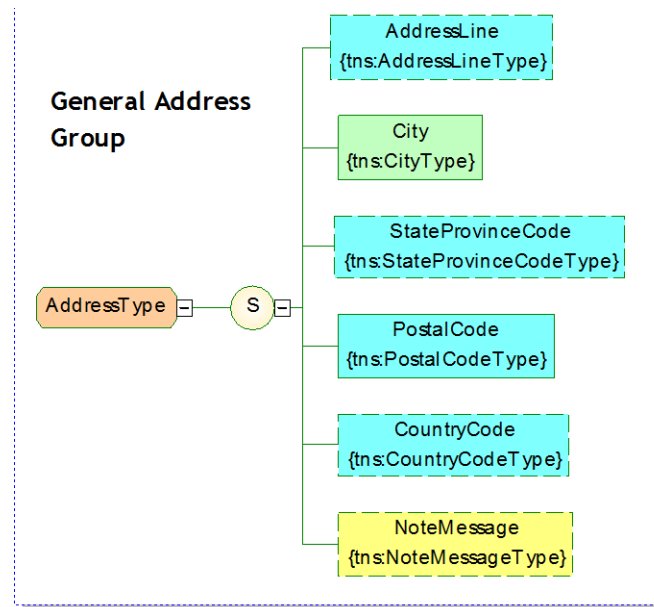 General Address
Group
AddressType
S
AddressLine
{tns:AddressLineType}
City
{tns:CityType}
StateProvinceCode
{tns:StateProvinceCodeType}
PostalCode
{tns:PostalCodeType}
CountryCode
{tns:CountryCodeType}
NoteMessage
{tns:NoteMessageType}